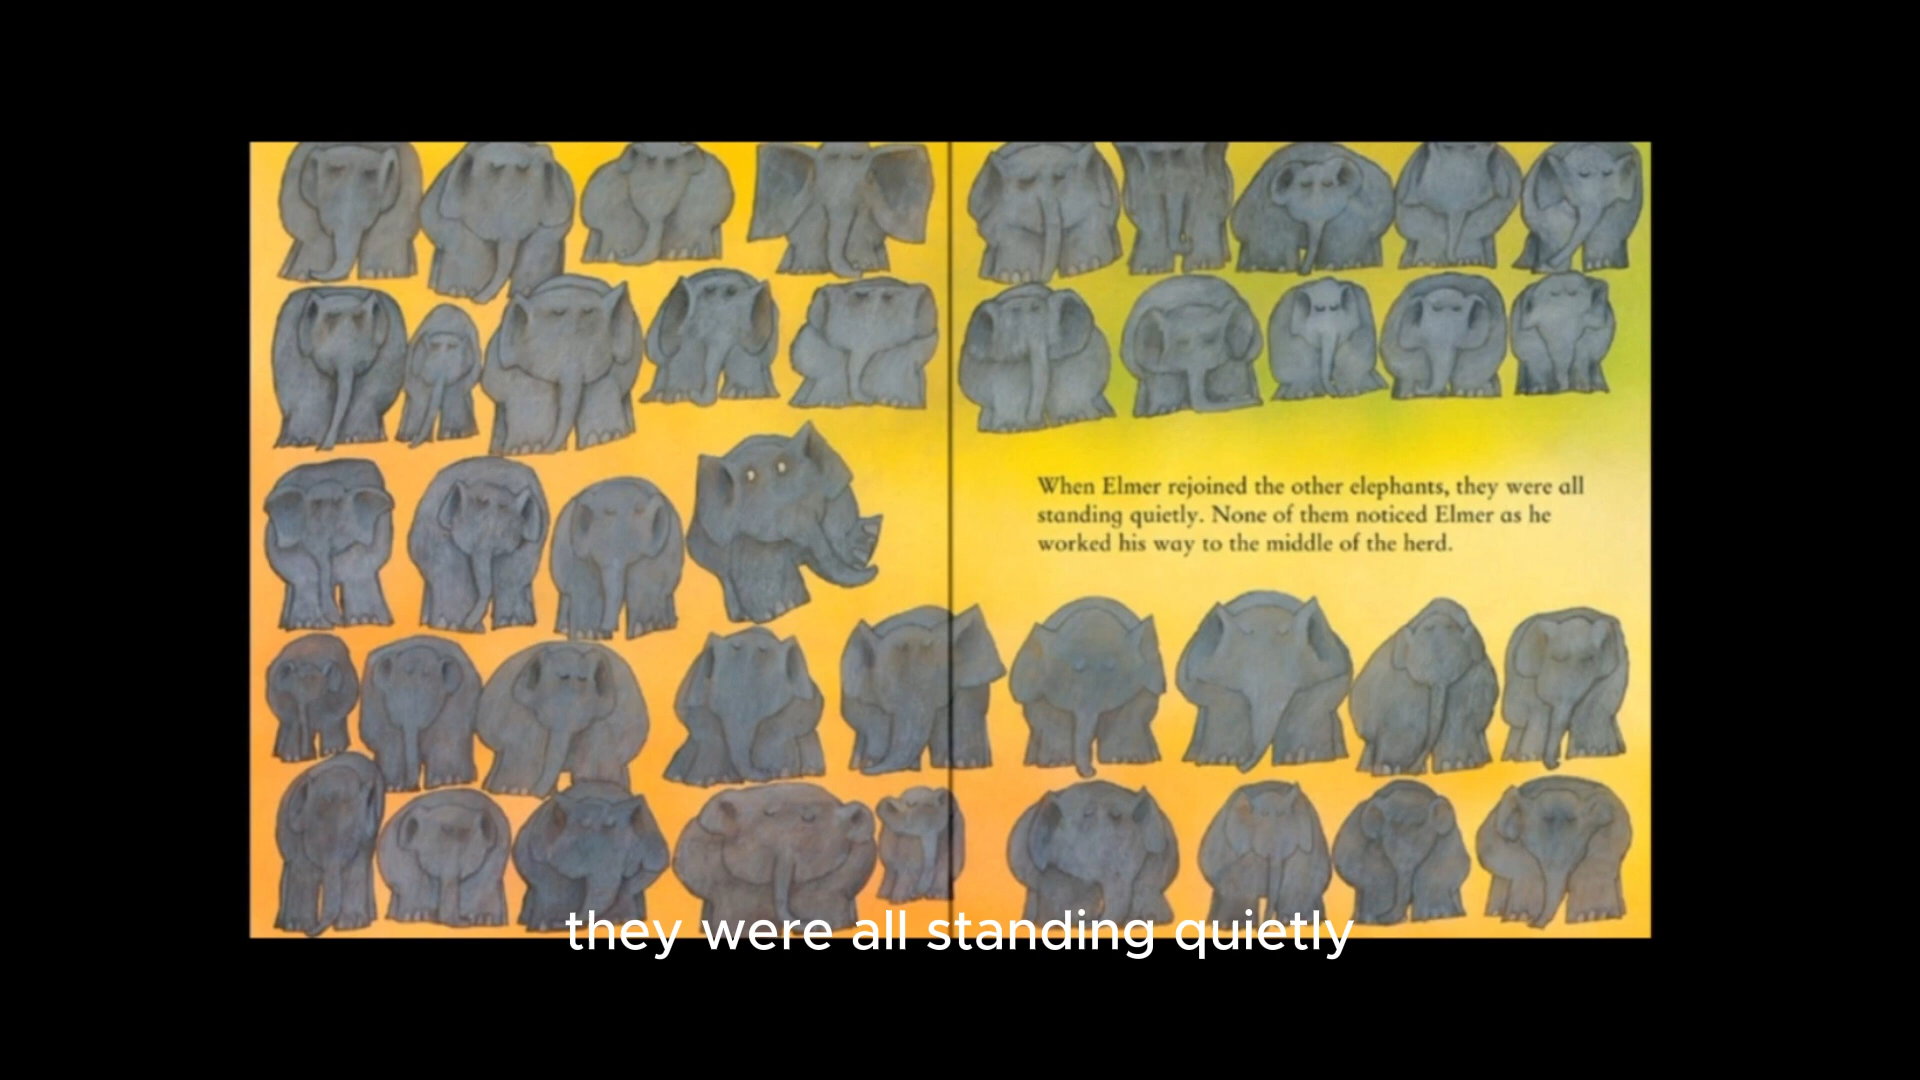 When Elmer rejoined the other elephants, they were all
standing quietly. None of them noticed Elmer as he
worked his way to the middle of the herd.
they were all standing quietly